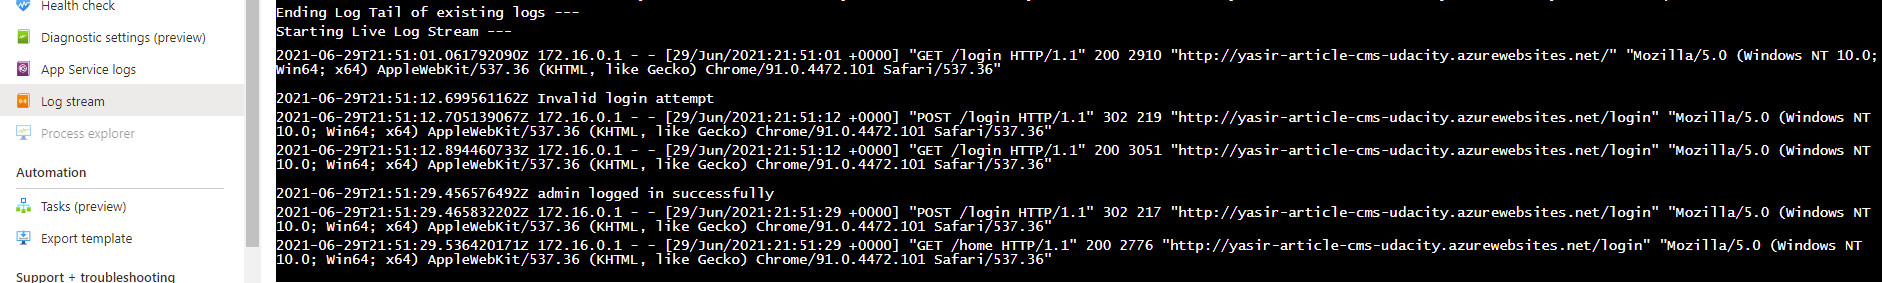 Health check
Diagnostic settings (preview)
App Service logs
Log stream
Process explorer
Automation
Tasks (preview)
Export template
Support + troubleshooting
Ending Log Tail of existing logs ---
Starting Live Log Stream ---
2021-06-29T21:51:01.061792090Z 172.16.0.1 - - [29/Jun/2021:21:51:01 +0000] "GET /login HTTP/1.1" 200 2910 "http://yasir-article-cms-udacity.azurewebsites.net/" "Mozilla/5.0 (Windows NT 10.0;
Win64; x64) AppleWebKit/537.36 (KHTML, like Gecko) Chrome/91.0.4472.101 Safari/537.36"
2021-06-29T21:51:12.699561162Z Invalid login attempt
2021-06-29T21:51:12.705139067Z 172.16.0.1 - - [29/Jun/2021:21:51:12 +0000] "POST /login HTTP/1.1" 302 219 "http://yasir-article-cms-udacity.azurewebsites.net/login" "Mozilla/5.0 (Windows NT
10.0; Win64; x64) AppleWebKit/537.36 (KHTML, like Gecko) Chrome/91.0.4472.101 Safari/537.36"
2021-06-29T21:51:12.894460733Z 172.16.0.1 - - [29/Jun/2021:21:51:12 +0000] "GET /login HTTP/1.1" 200 3051 "http://yasir-article-cms-udacity.azurewebsites.net/login" "Mozilla/5.0 (Windows NT
10.0; Win64; x64) AppleWebKit/537.36 (KHTML, like Gecko) Chrome/91.0.4472.101 Safari/537.36"
2021-06-29T21:51:29.456576492Z admin logged in successfully
2021-06-29T21:51:29.465832202Z 172.16.0.1 - - [29/Jun/2021:21:51:29 +0000] "POST /login HTTP/1.1" 302 217 "http://yasir-article-cms-udacity.azurewebsites.net/login" "Mozilla/5.0 (Windows NT
10.0; Win64; x64) AppleWebKit/537.36 (KHTML, like Gecko) Chrome/91.0.4472.101 Safari/537.36"
2021-06-29T21:51:29.536420171Z 172.16.0.1 - - [29/Jun/2021:21:51:29 +0000] "GET /home HTTP/1.1" 200 2776 "http://yasir-article-cms-udacity.azurewebsites.net/login" "Mozilla/5.0 (Windows NT
10.0; Win64; x64) AppleWebKit/537.36 (KHTML, like Gecko) Chrome/91.0.4472.101 Safari/537.36"